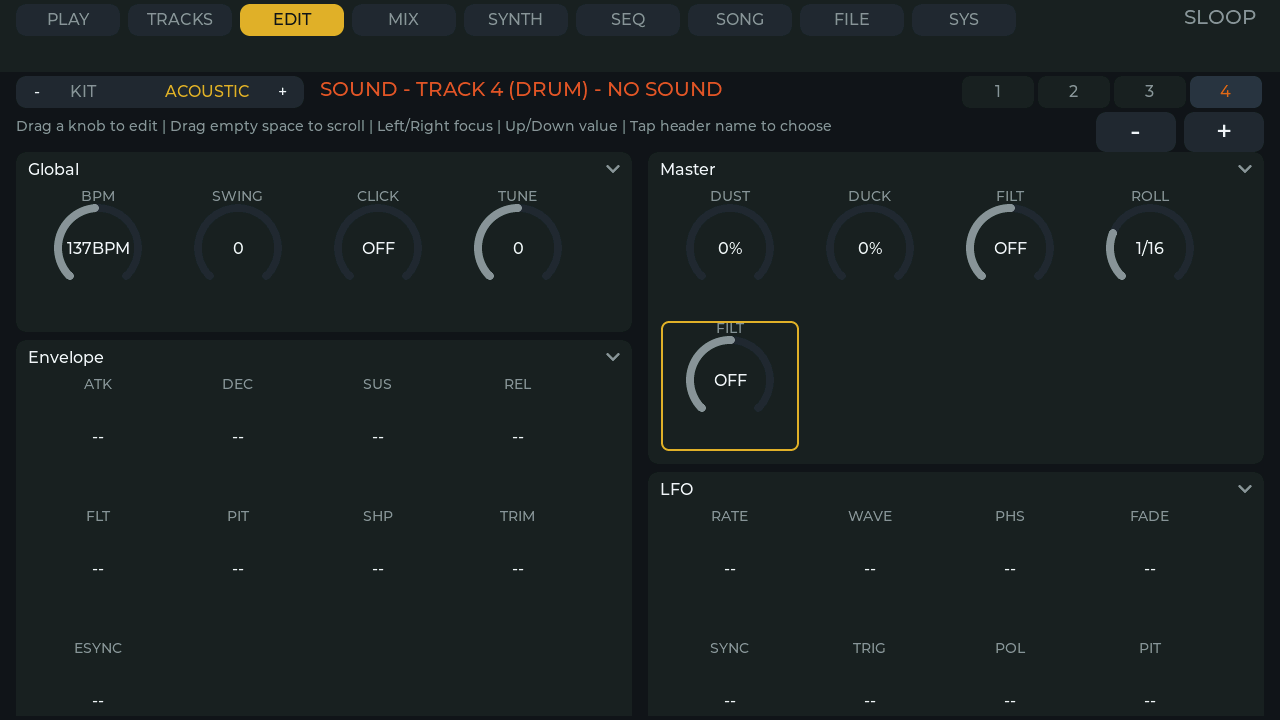 PLAY TRACKS EDIT MIX SYNTH SEQ SONG FILE SYS SLOOP
- KIT ACOUSTIC + SOUND - TRACK 4 (DRUM) - NO SOUND 1 2 3 4
Drag a knob to edit | Drag empty space to scroll | Left/Right focus | Up/Down value | Tap header name to choose - +
Global
BPM SWING CLICK TUNE
137BPM 0 OFF 0
Master
DUST DUCK FILT ROLL
0% 0% OFF 1/16
FILT
OFF
Envelope
ATK DEC SUS REL
-- -- -- --
FLT PIT SHP TRIM
-- -- -- --
ESYNC
--
LFO
RATE WAVE PHS FADE
-- -- -- --
SYNC TRIG POL PIT
-- -- -- --